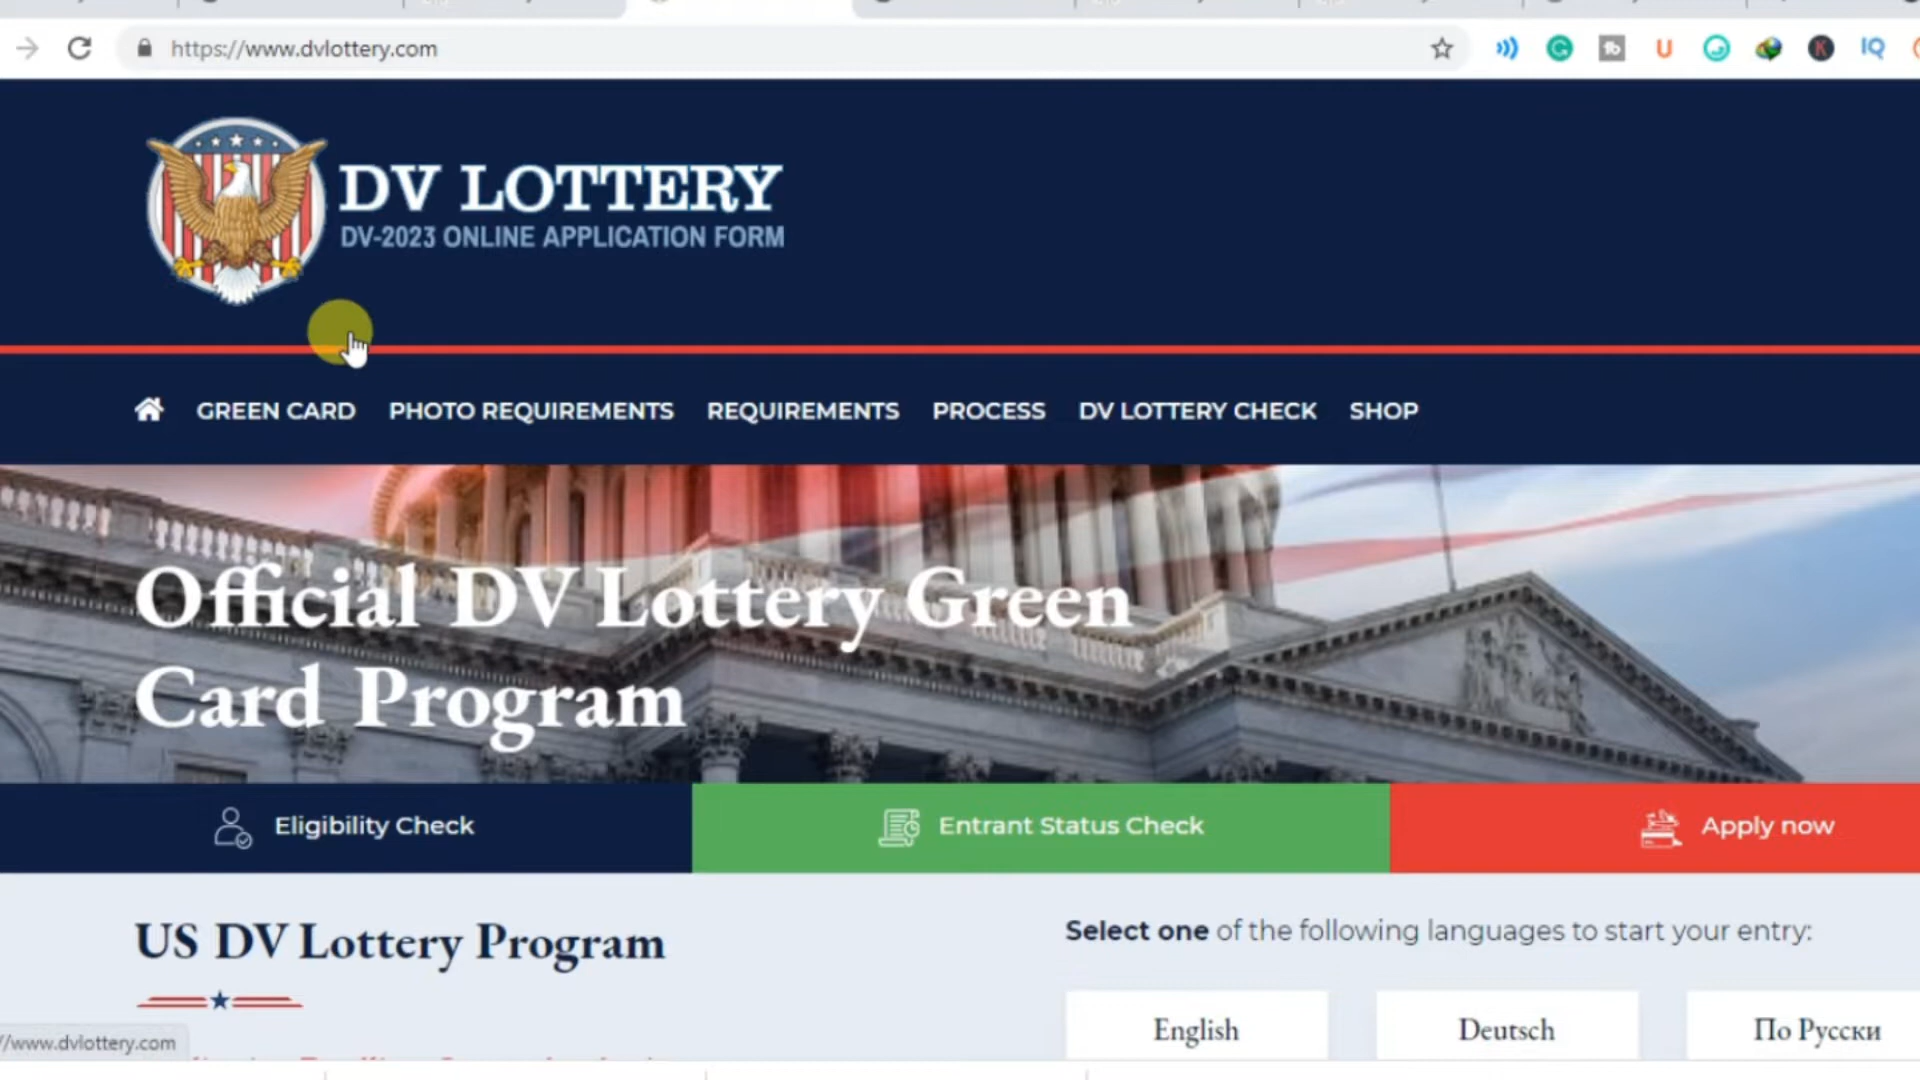 https://www.dvlottery.com
IQ
DV LOTTERY
DV-2023 ONLINE APPLICATION FORM
GREEN CARD PHOTO REQUIREMENTS REQUIREMENTS PROCESS DV LOTTERY CHECK SHOP
Official DV Lottery Green
Card Program
Eligibility Check Entrant Status Check Apply now
US DV Lottery Program
Select one of the following languages to start your entry:
English Deutsch По Русски
//www.dvlottery.com